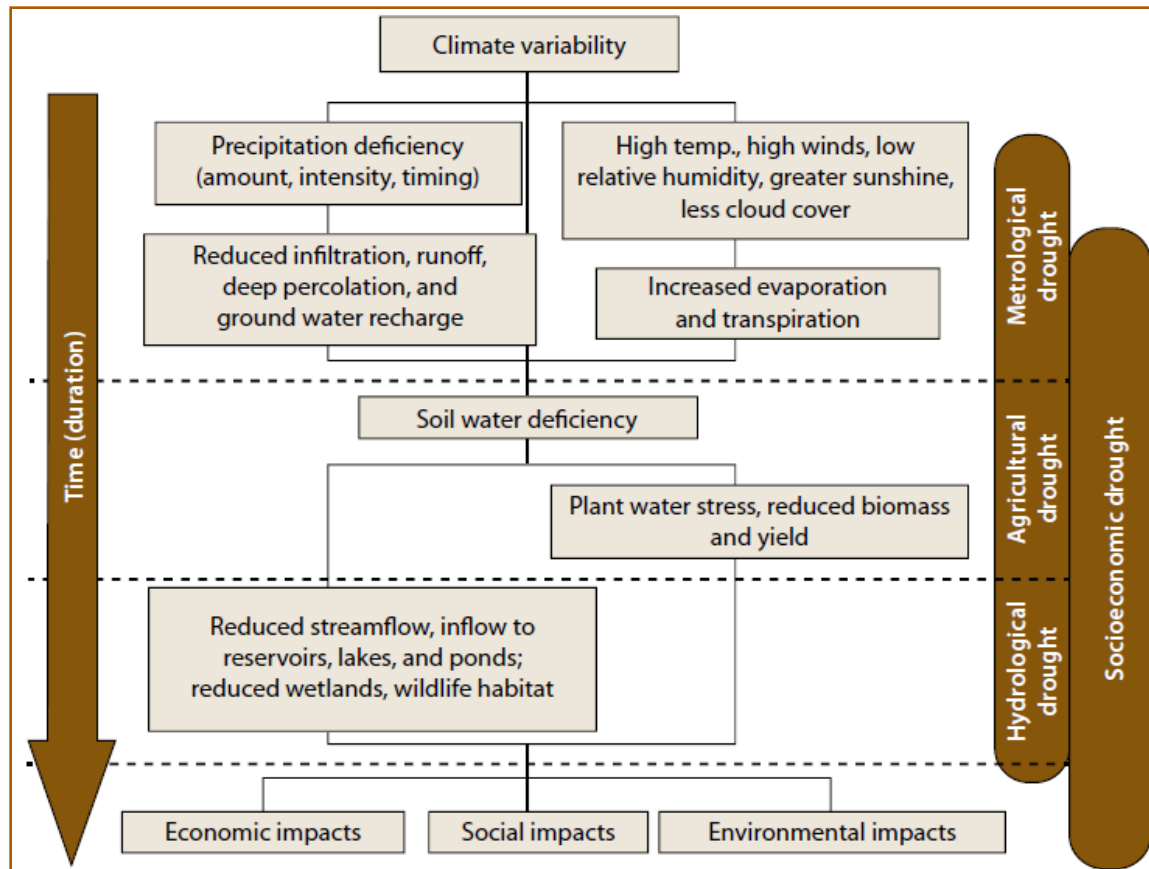 Climate variability
Precipitation deficiency
(amount, intensity, timing)
High temp., high winds, low
relative humidity, greater sunshine,
less cloud cover
Reduced infiltration, runoff,
deep percolation, and
ground water recharge
Increased evaporation
and transpiration
Soil water deficiency
Plant water stress, reduced biomass
and yield
Reduced streamflow, inflow to
reservoirs, lakes, and ponds;
reduced wetlands, wildlife habitat
Economic impacts
Social impacts
Environmental impacts
Time (duration)
Metrological
drought
Agricultural
drought
Hydrological
drought
Socioeconomic drought